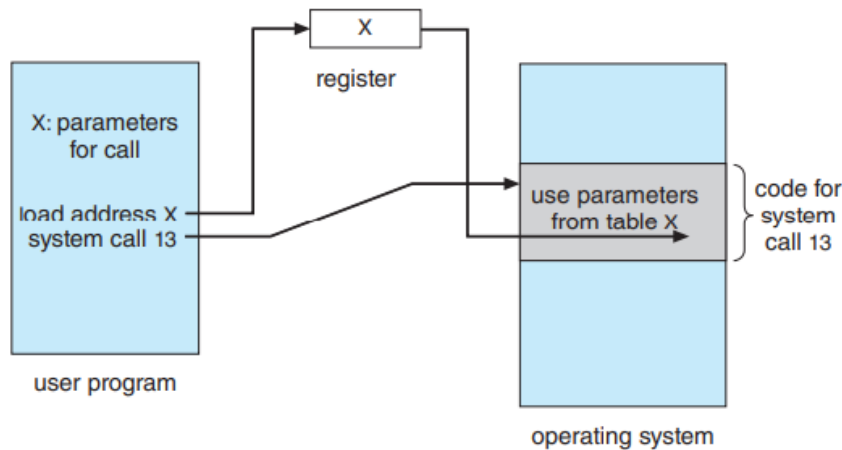 X
register
X: parameters
for call
load address X
system call 13
user program
use parameters
from table X
code for
system
call 13
operating system